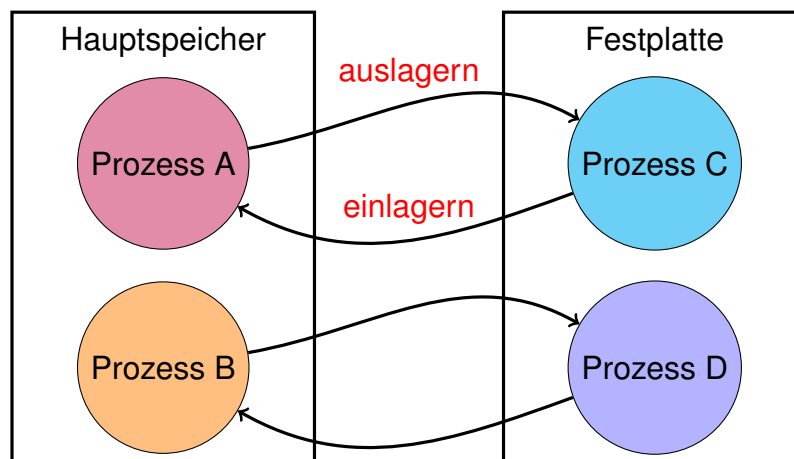 Hauptspeicher
Festplatte
auslagern
Prozess A
Prozess C
einlagern
Prozess B
Prozess D